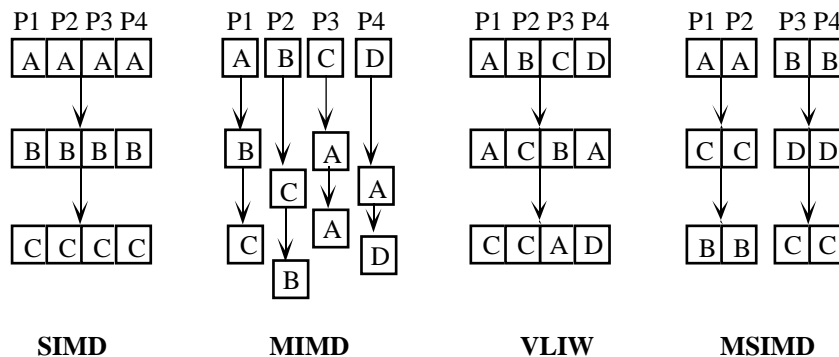 P1 P2 P3 P4 P1 P2 P3 P4 P1 P2 P3 P4 P1 P2 P3 P4
A A A A A B C D A B C D A A B B
B B B B B A A C B A C C D D
C A
C C C C C A D C C A D B B C C
B
SIMD MIMD VLIW MSIMD